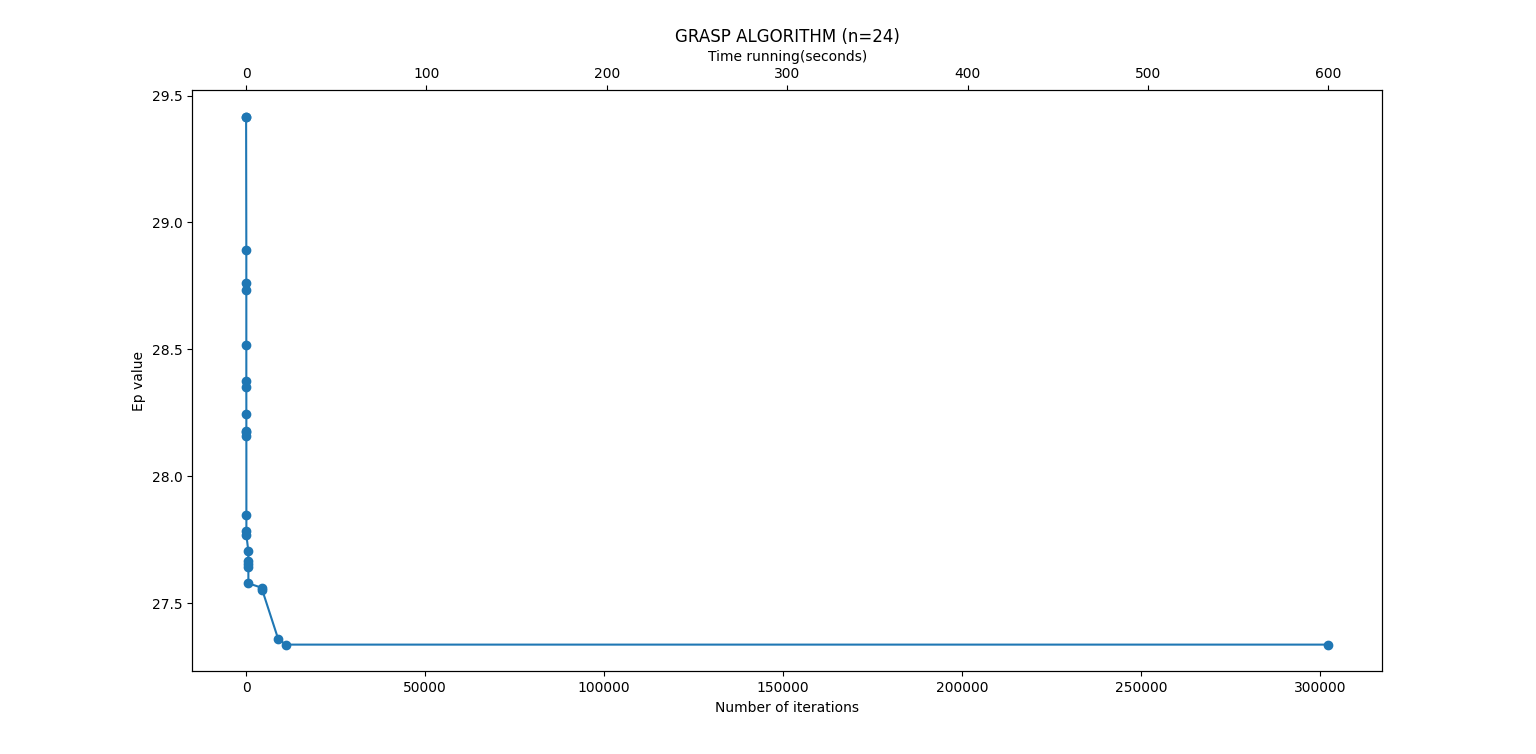 GRASP ALGORITHM (n=24)
Time running(seconds)
0 100 200 300 400 500 600
29.5
29.0
28.5
28.0
27.5
Ep value
0 50000 100000 150000 200000 250000 300000
Number of iterations